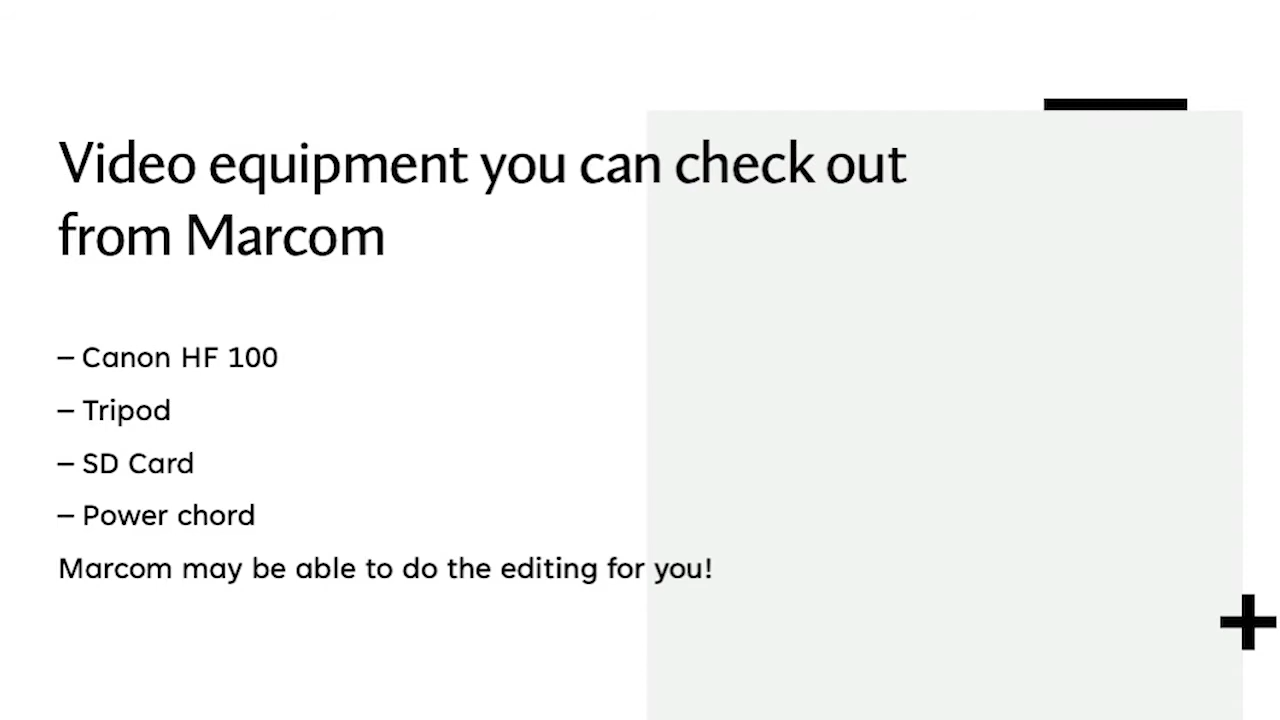 Video equipment you can check out
from Marcom
– Canon HF 100
– Tripod
– SD Card
– Power chord
Marcom may be able to do the editing for you!